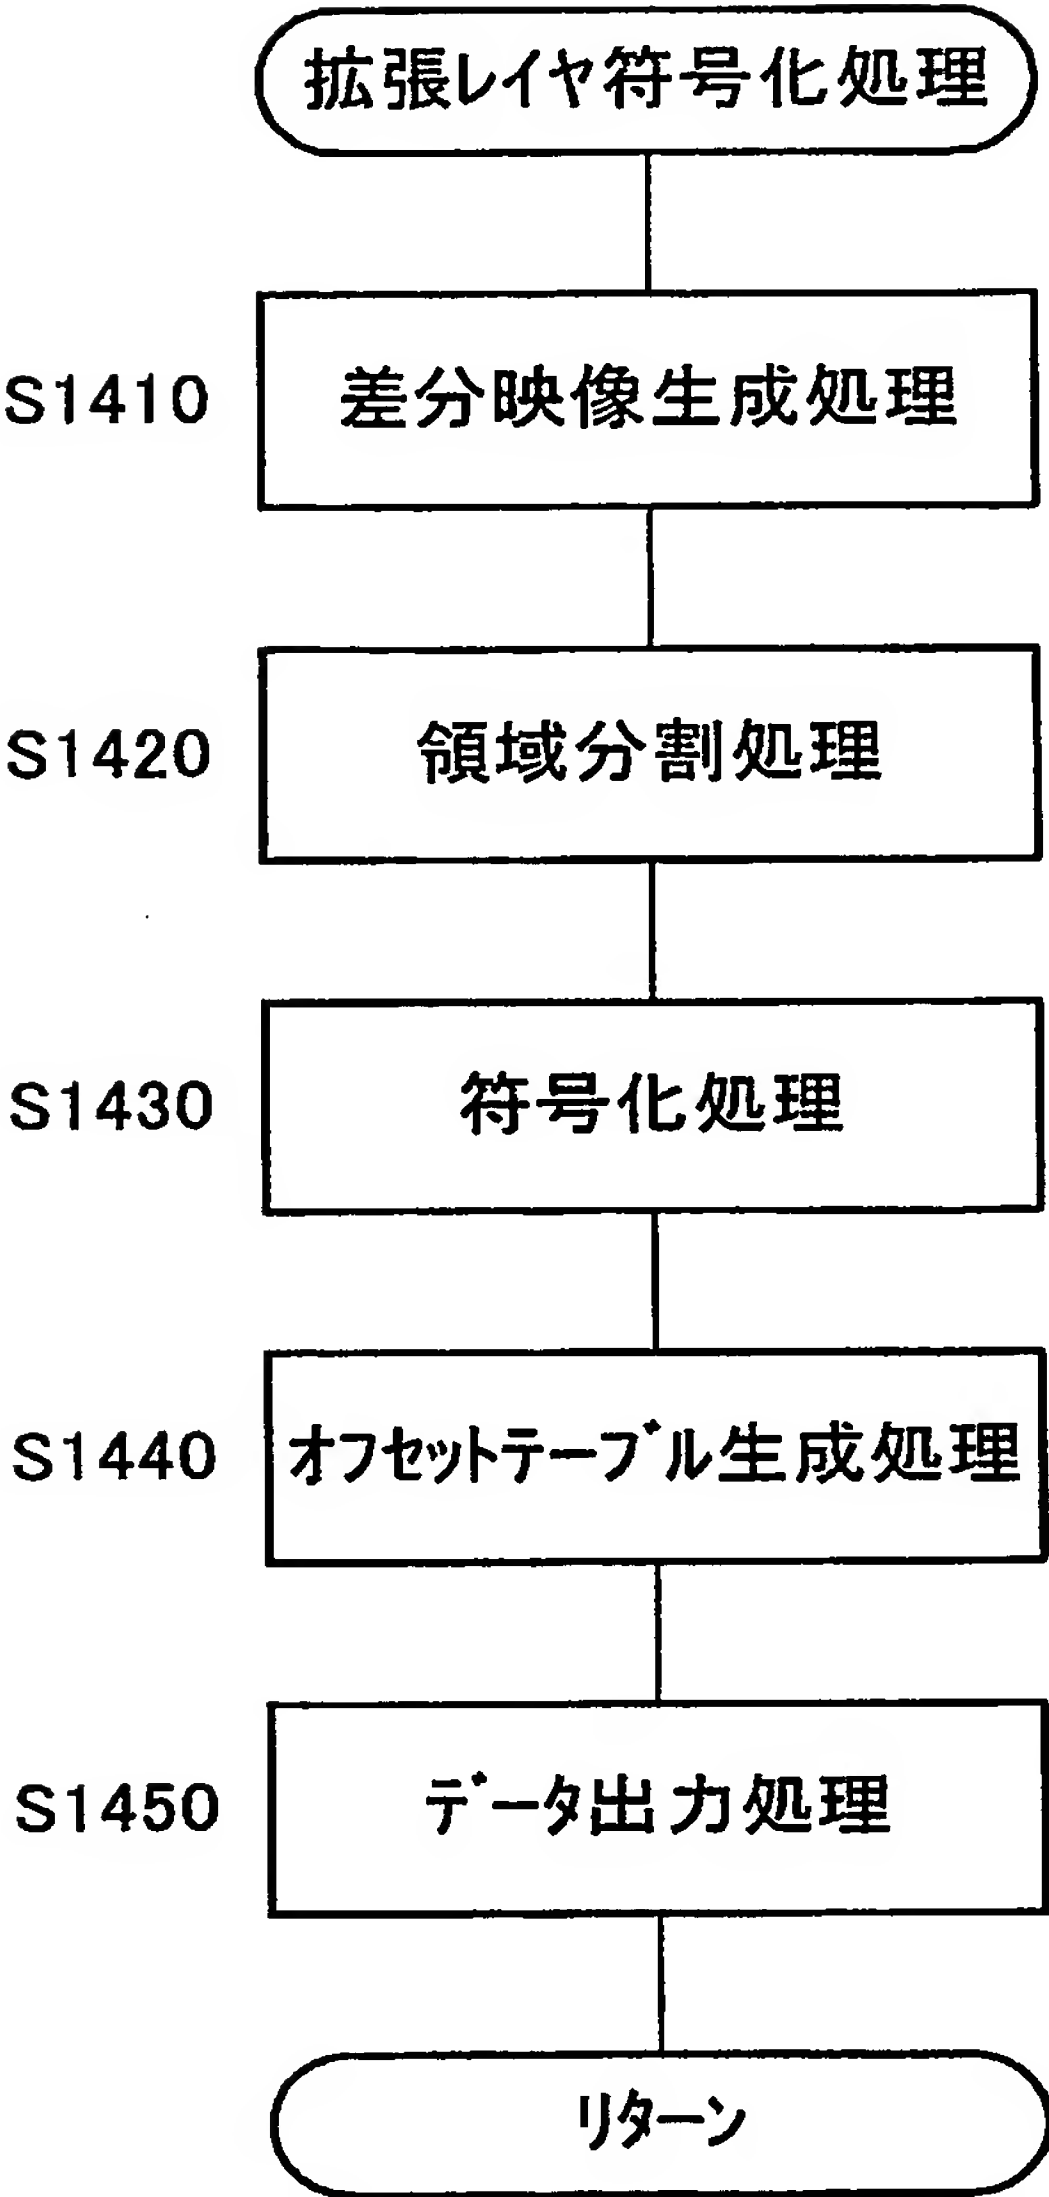 拡張レイヤ符号化処理
S1410
差分映像生成処理
S1420
領域分割処理
S1430
符号化処理
S1440
オフセットテーブル生成処理
S1450
データ出力処理
リターン